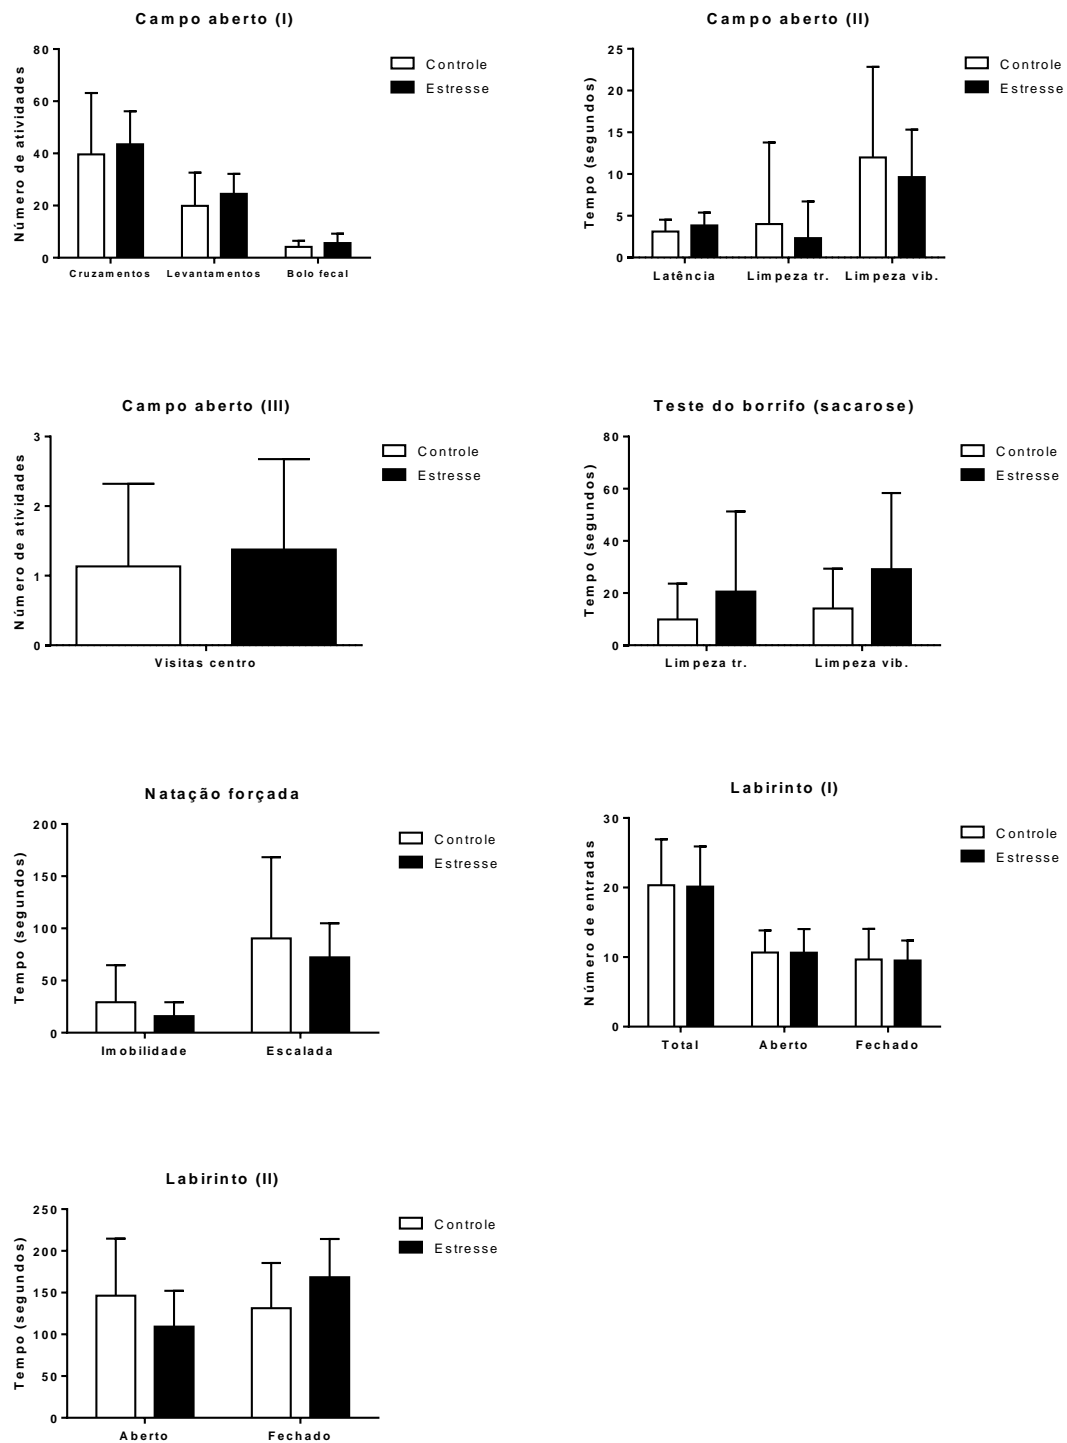 Campo aberto (I)
Número de atividades
80
60
40
20
0
Cruzamentos Levantamentos Bolo fecal
Controle
Estresse
Campo aberto (II)
Tempo (segundos)
25
20
15
10
5
0
Latência Limpeza tr. Limpeza vib.
Controle
Estresse
Campo aberto (III)
Número de atividades
3
2
1
0
Visitas centro
Controle
Estresse
Teste do borrifo (sacarose)
Tempo (segundos)
80
60
40
20
0
Limpeza tr. Limpeza vib.
Controle
Estresse
Natação forçada
Tempo (segundos)
200
150
100
50
0
Imobilidade Escalada
Controle
Estresse
Labirinto (I)
Número de entradas
30
20
10
0
Total Aberto Fechado
Controle
Estresse
Labirinto (II)
Tempo (segundos)
250
200
150
100
50
0
Aberto Fechado
Controle
Estresse